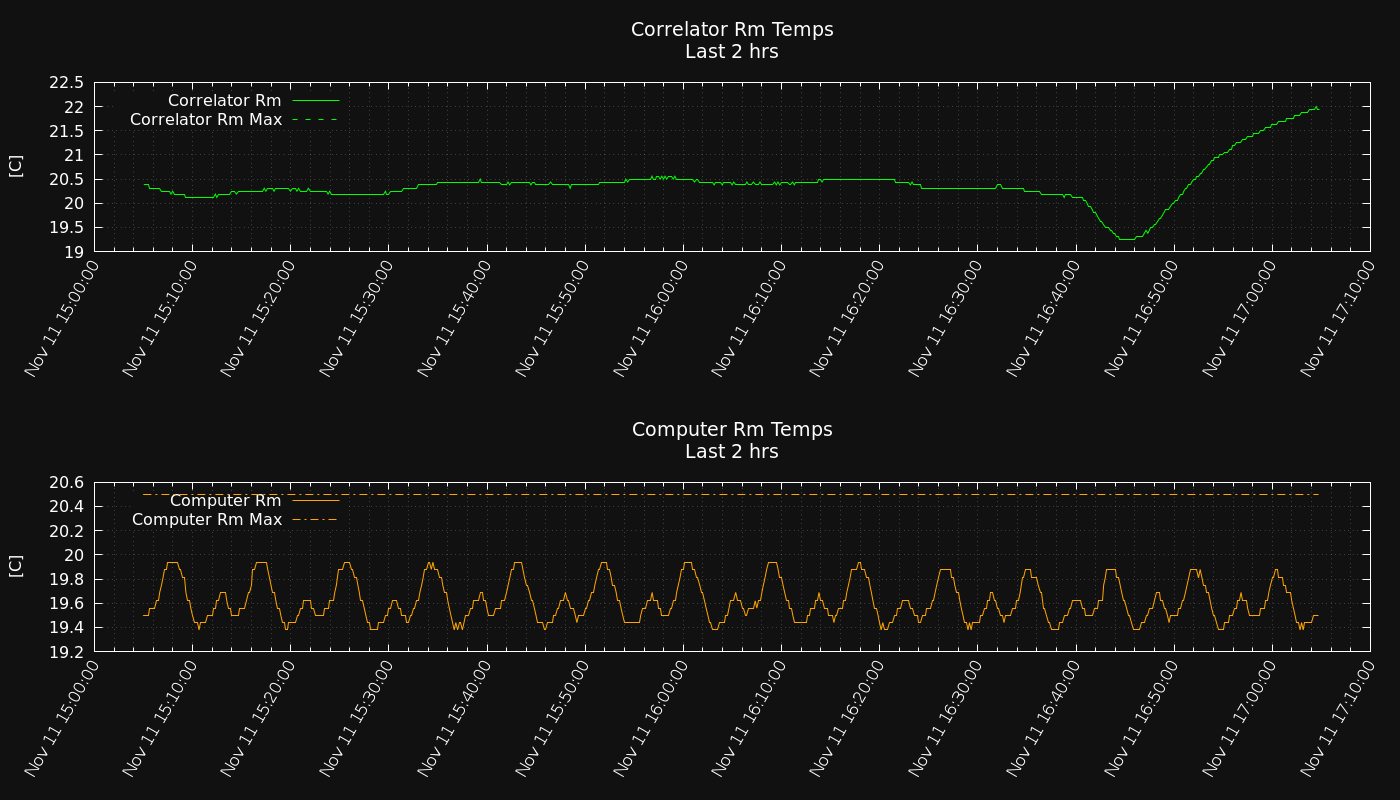 Correlator Rm Temps
Last 2 hrs
22.5
22
21.5
21
20.5
20
19.5
19
[C]
Correlator Rm
Correlator Rm Max
Nov 11 15:00:00
Nov 11 15:10:00
Nov 11 15:20:00
Nov 11 15:30:00
Nov 11 15:40:00
Nov 11 15:50:00
Nov 11 16:00:00
Nov 11 16:10:00
Nov 11 16:20:00
Nov 11 16:30:00
Nov 11 16:40:00
Nov 11 16:50:00
Nov 11 17:00:00
Nov 11 17:10:00
Computer Rm Temps
Last 2 hrs
20.6
20.4
20.2
20
19.8
19.6
19.4
19.2
[C]
Computer Rm
Computer Rm Max
Nov 11 15:00:00
Nov 11 15:10:00
Nov 11 15:20:00
Nov 11 15:30:00
Nov 11 15:40:00
Nov 11 15:50:00
Nov 11 16:00:00
Nov 11 16:10:00
Nov 11 16:20:00
Nov 11 16:30:00
Nov 11 16:40:00
Nov 11 16:50:00
Nov 11 17:00:00
Nov 11 17:10:00